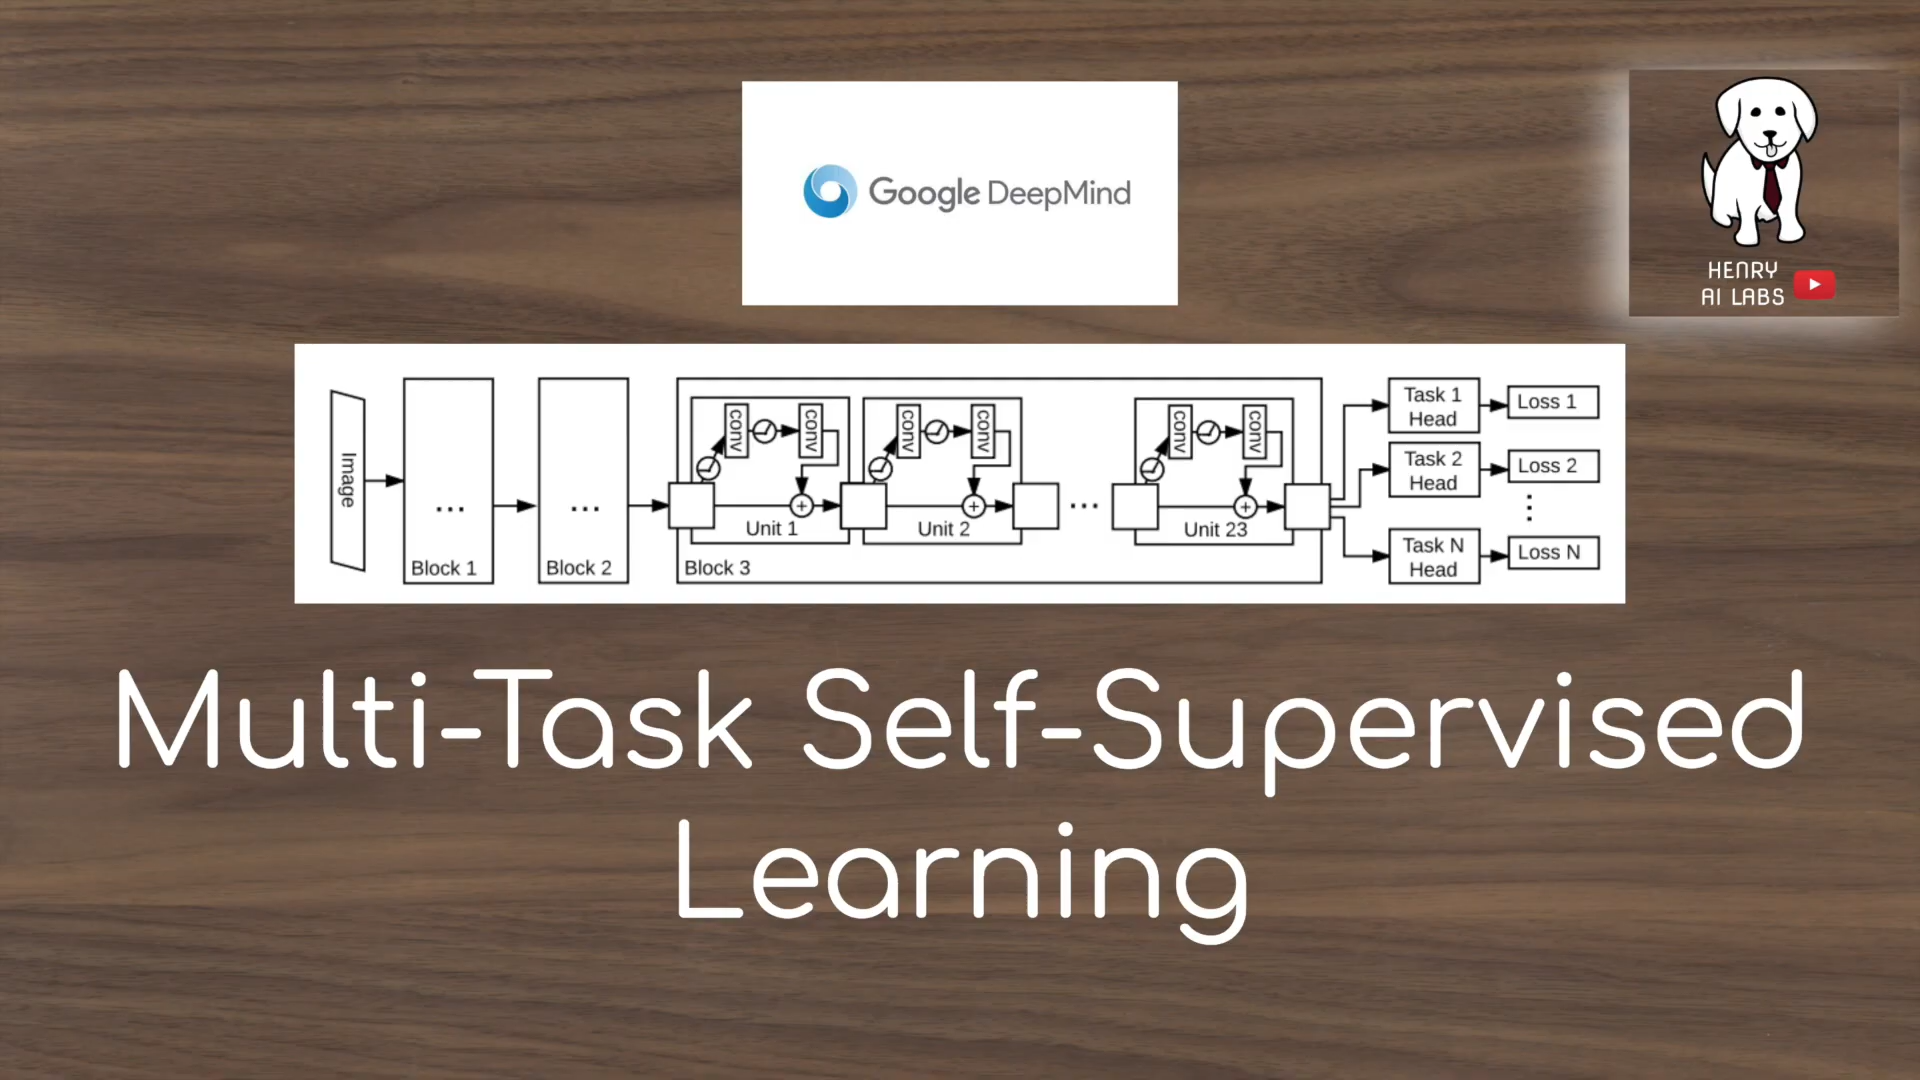 Google DeepMind
HENRY
AI LABS
Image
...
Block 1
...
Block 2
conv
conv
Unit 1
conv
conv
Unit 2
...
conv
conv
Unit 23
Block 3
Task 1
Head
Loss 1
Task 2
Head
Loss 2
Task N
Head
Loss N
Multi-Task Self-Supervised
Learning